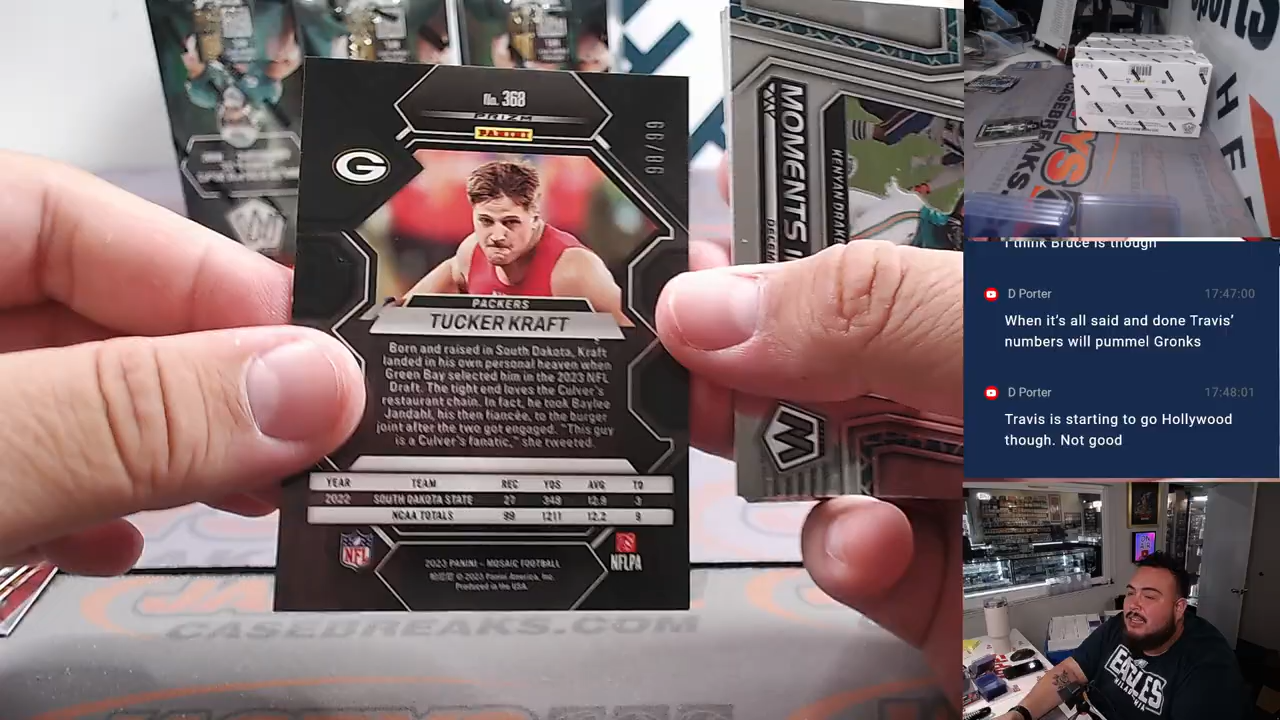 No. 368
PRIZM
PANINI
G
PACKERS
TUCKER KRAFT
Born and raised in South Dakota, Kraft
landed in his own personal heaven when
Green Bay selected him in the 2023 NFL
Draft. The tight end loves the Culver's
restaurant chain. In fact, he took Baylee
Jandahl, his then fiancée, to the burger
joint after the two got engaged. "This guy
is a Culver's fanatic," she tweeted.
YEAR TEAM REC YDS AVG TD
2022 SOUTH DAKOTA STATE 27 348 12.9 3
NCAA TOTALS 99 1211 12.2 9
NFL
NFLPA
2023 PANINI - MOSAIC FOOTBALL
© 2023 Panini America, Inc.
Produced in the USA.
MOMENTS
KENYAN DRAKE
CASEBREAKS.COM
CASEBREAKS.
I think Bruce is though
D Porter 17:47:00
When it's all said and done Travis'
numbers will pummel Gronks
D Porter 17:48:01
Travis is starting to go Hollywood
though. Not good
EAGLES